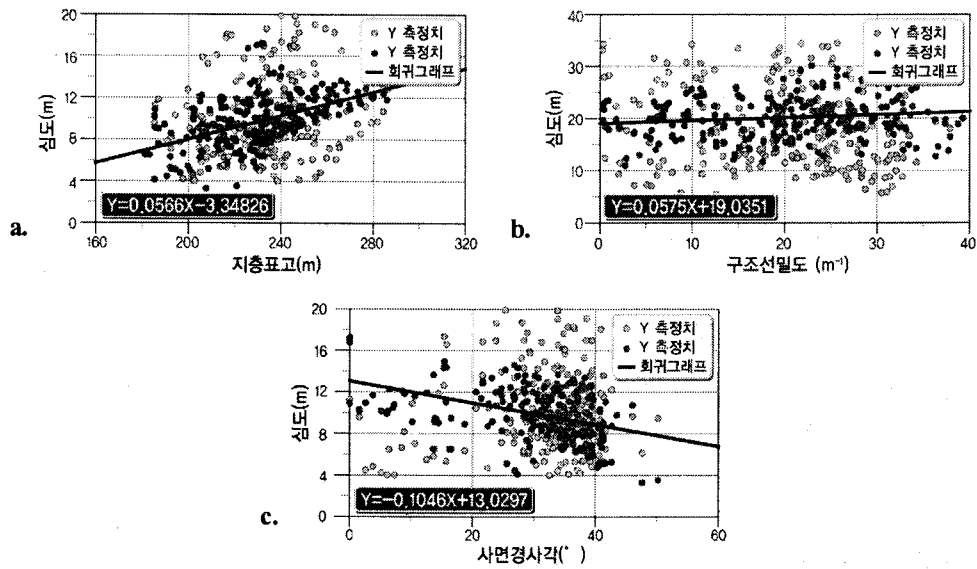 20
16
12
8
4
0
심도(m)
Y 측정치
Y 측정치
회귀그래프
Y=0.0566X-3.34826
a.
160 200 240 280 320
지층표고(m)
40
30
20
10
0
심도(m)
Y 측정치
Y 측정치
회귀그래프
Y=0.0575X+19.0351
b.
0 10 20 30 40
구조선밀도 (m⁻¹)
20
16
12
8
4
0
심도(m)
Y 측정치
Y 측정치
회귀그래프
Y=-0.1046X+13.0297
c.
0 20 40 60
사면경사각(°)